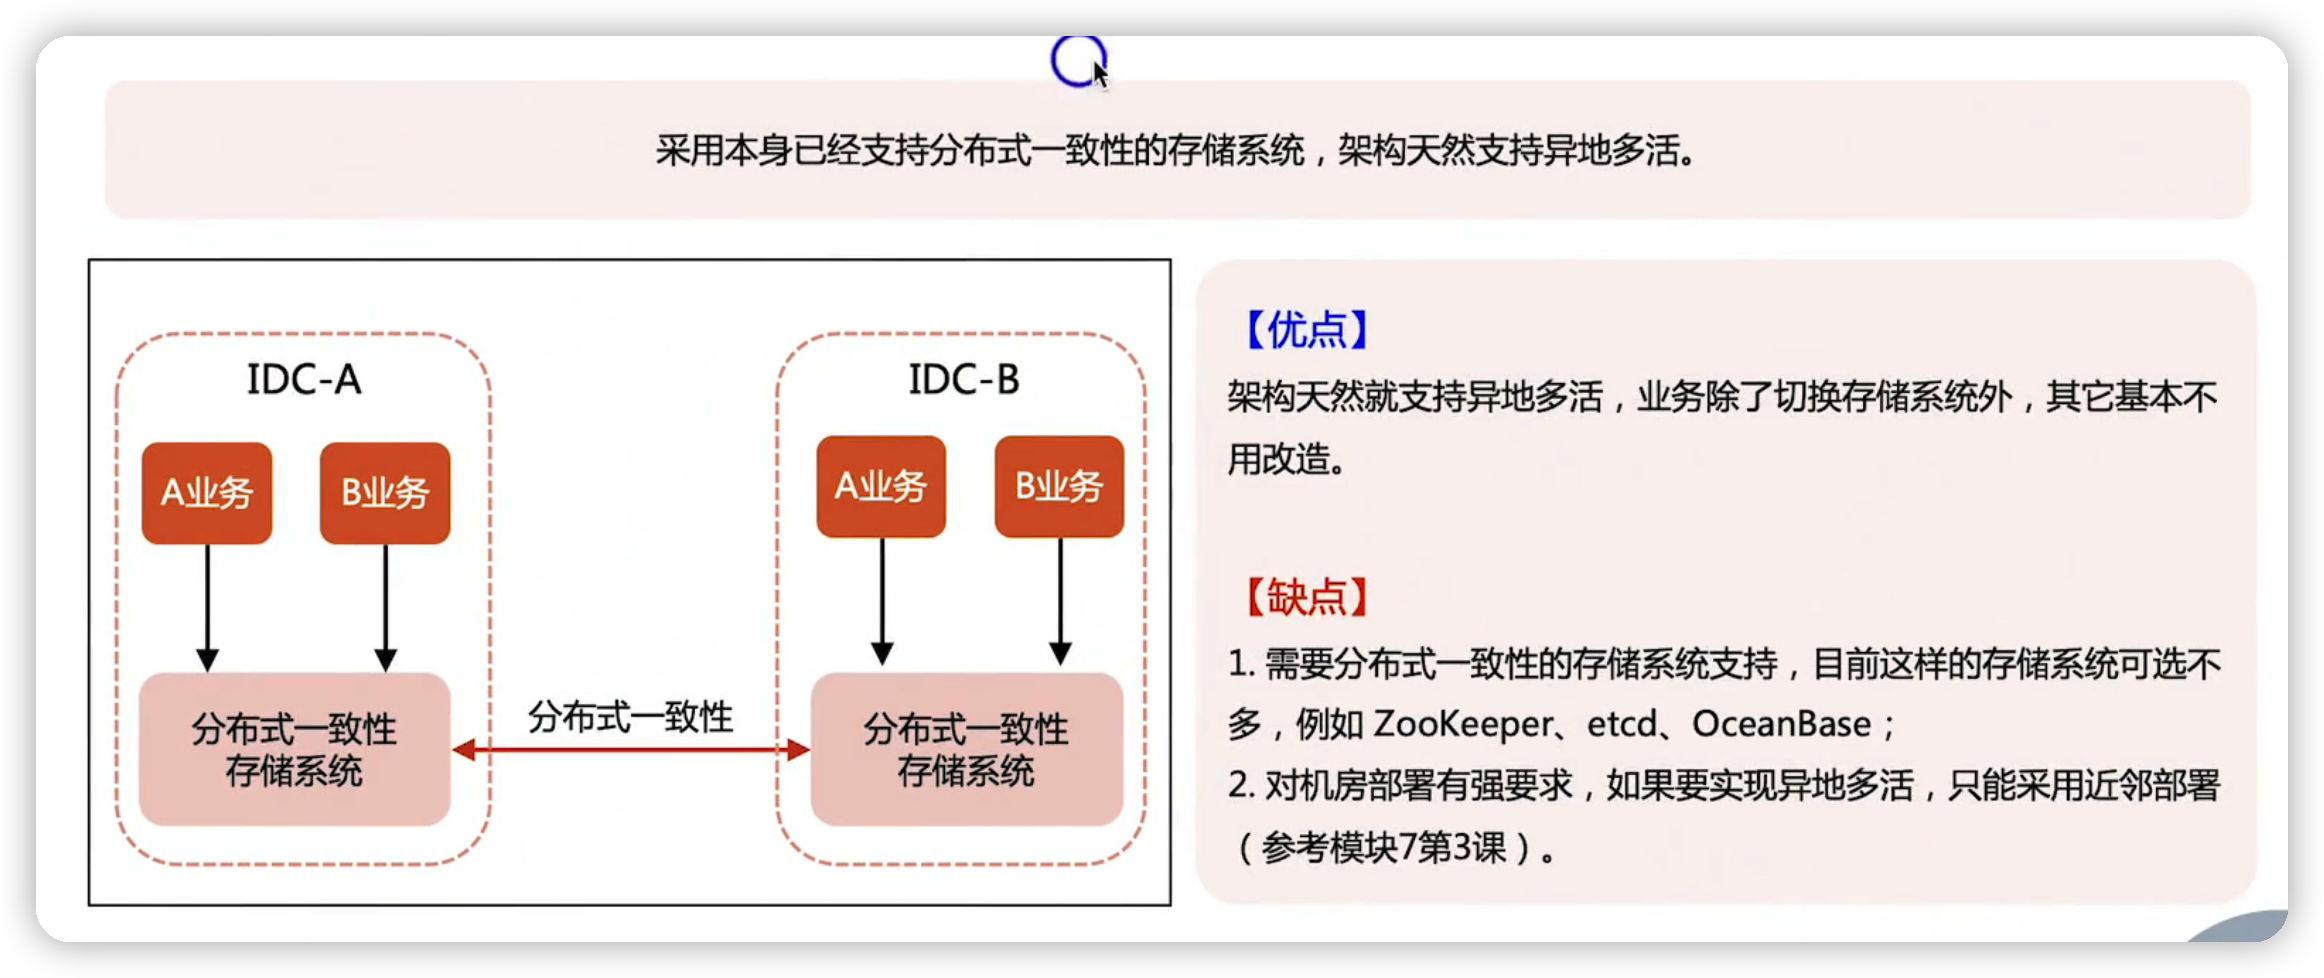 采用本身已经支持分布式一致性的存储系统，架构天然支持异地多活。
IDC-A
IDC-B
A业务
B业务
A业务
B业务
分布式一致性
存储系统
分布式一致性
分布式一致性
存储系统
【优点】
架构天然就支持异地多活，业务除了切换存储系统外，其它基本不
用改造。
【缺点】
1. 需要分布式一致性的存储系统支持，目前这样的存储系统可选不
多，例如 ZooKeeper、etcd、OceanBase；
2. 对机房部署有强要求，如果要实现异地多活，只能采用近邻部署
（参考模块7第3课）。